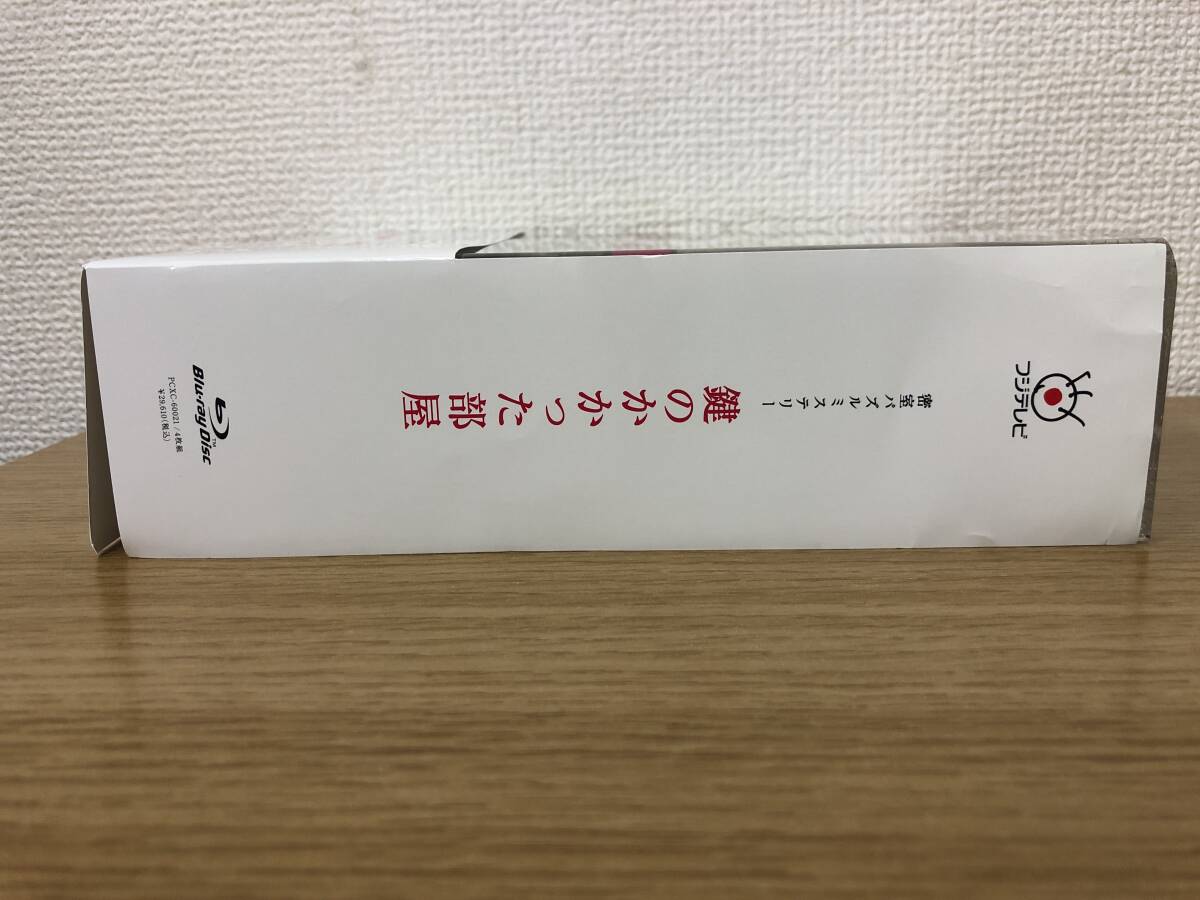 フジテレビ
密室パズルミステリー
鍵のかかった部屋
Blu-ray Disc™
PCXC-60021 / 4枚組
¥29,610(税込)